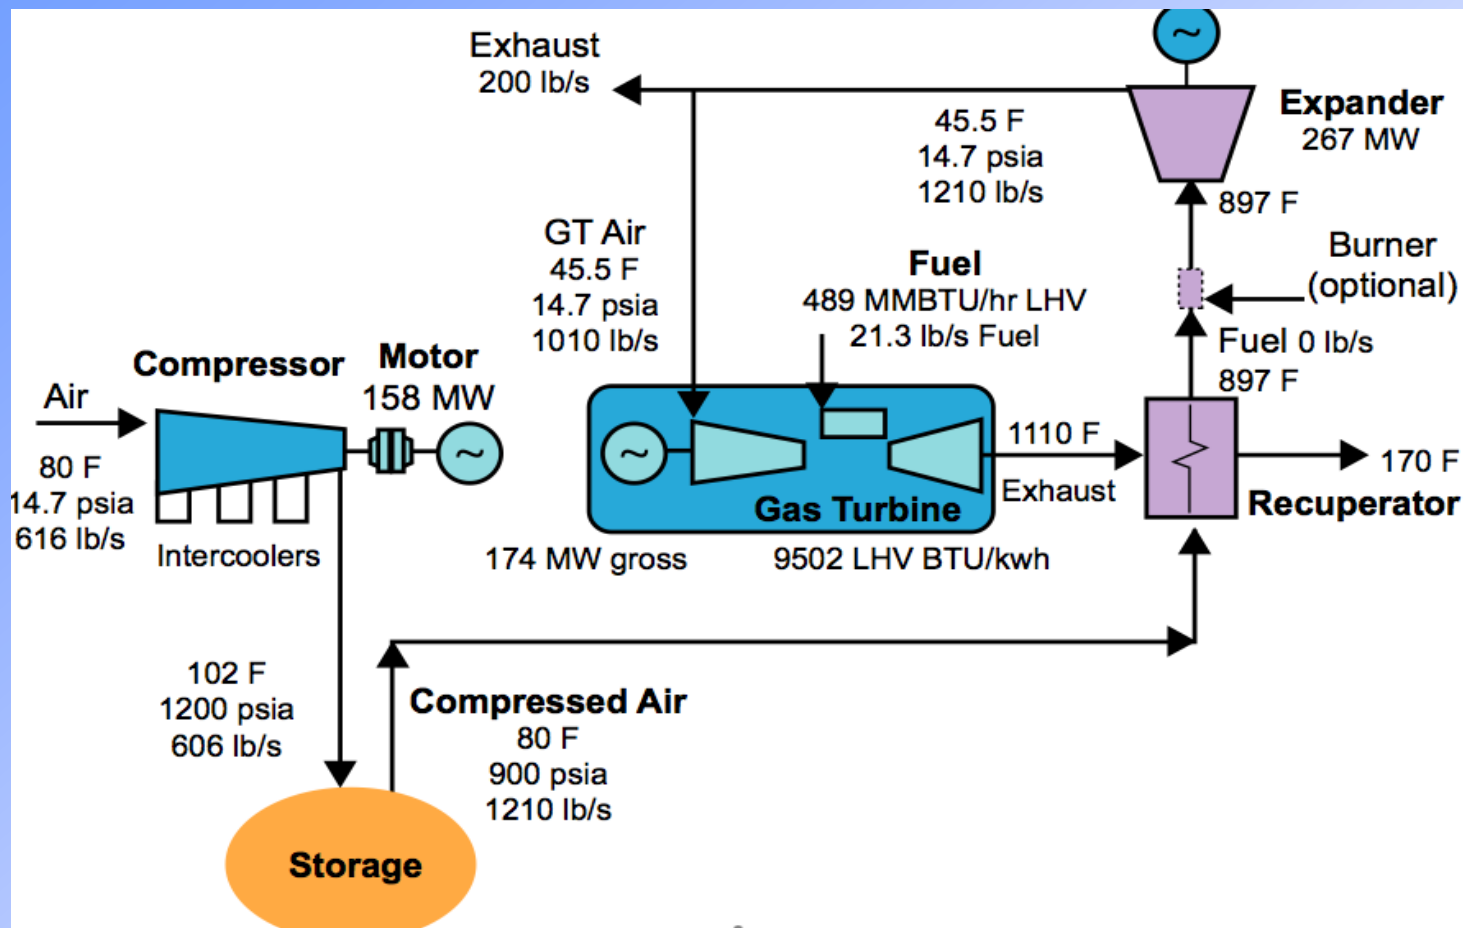 Exhaust
200 lb/s
~
Expander
267 MW
45.5 F
14.7 psia
1210 lb/s
897 F
Burner
(optional)
Fuel 0 lb/s
897 F
GT Air
45.5 F
14.7 psia
1010 lb/s
Fuel
489 MMBTU/hr LHV
21.3 lb/s Fuel
Compressor
Motor
158 MW
Air
80 F
14.7 psia
616 lb/s
~
Intercoolers
~
Gas Turbine
174 MW gross
9502 LHV BTU/kwh
1110 F
Exhaust
170 F
Recuperator
102 F
1200 psia
606 lb/s
Compressed Air
80 F
900 psia
1210 lb/s
Storage